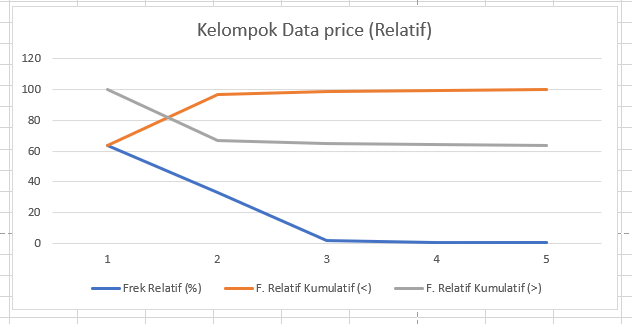 Kelompok Data price (Relatif)
120
100
80
60
40
20
0
1 2 3 4 5
Frek Relatif (%) F. Relatif Kumulatif (<) F. Relatif Kumulatif (>)